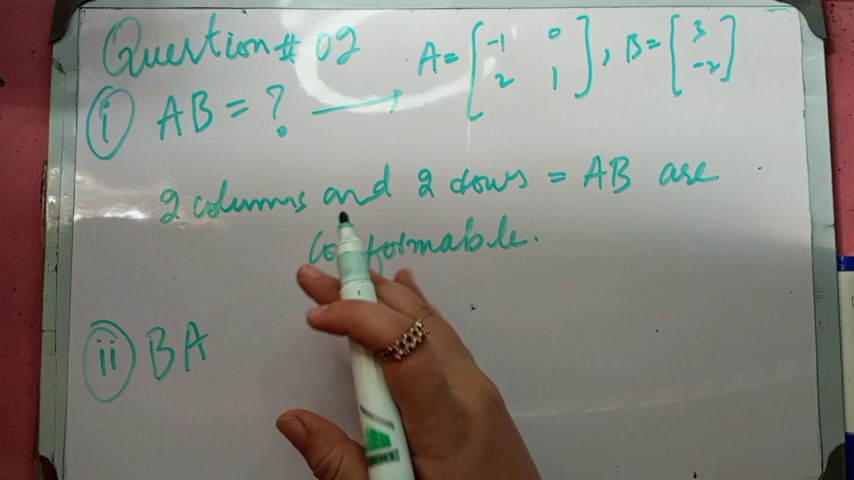 Question # 02
A = [ -1 0 ; 2 1 ], B = [ 3 ; -2 ]
(i) AB = ? →
2 columns and 2 rows = AB are
conformable.
(ii) BA